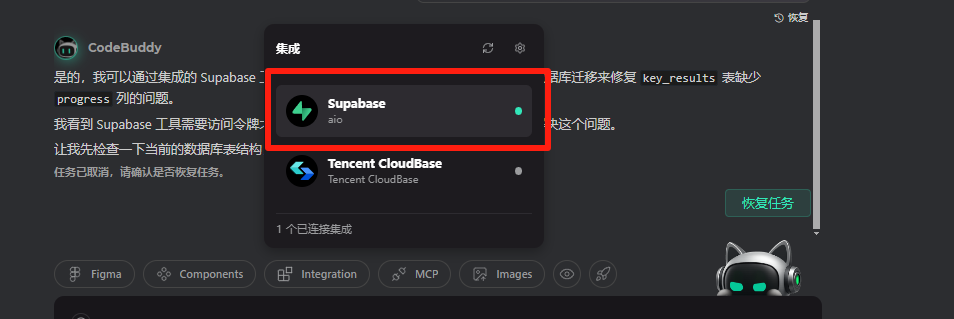 恢复
CodeBuddy
是的，我可以通过集成的 Supabase 工
据库迁移来修复 key_results 表缺少
progress 列的问题。
我看到 Supabase 工具需要访问令牌
决这个问题。
让我先检查一下当前的数据库表结构
任务已取消，请确认是否恢复任务。
集成
Supabase
aio
Tencent CloudBase
Tencent CloudBase
1 个已连接集成
恢复任务
Figma
Components
Integration
MCP
Images